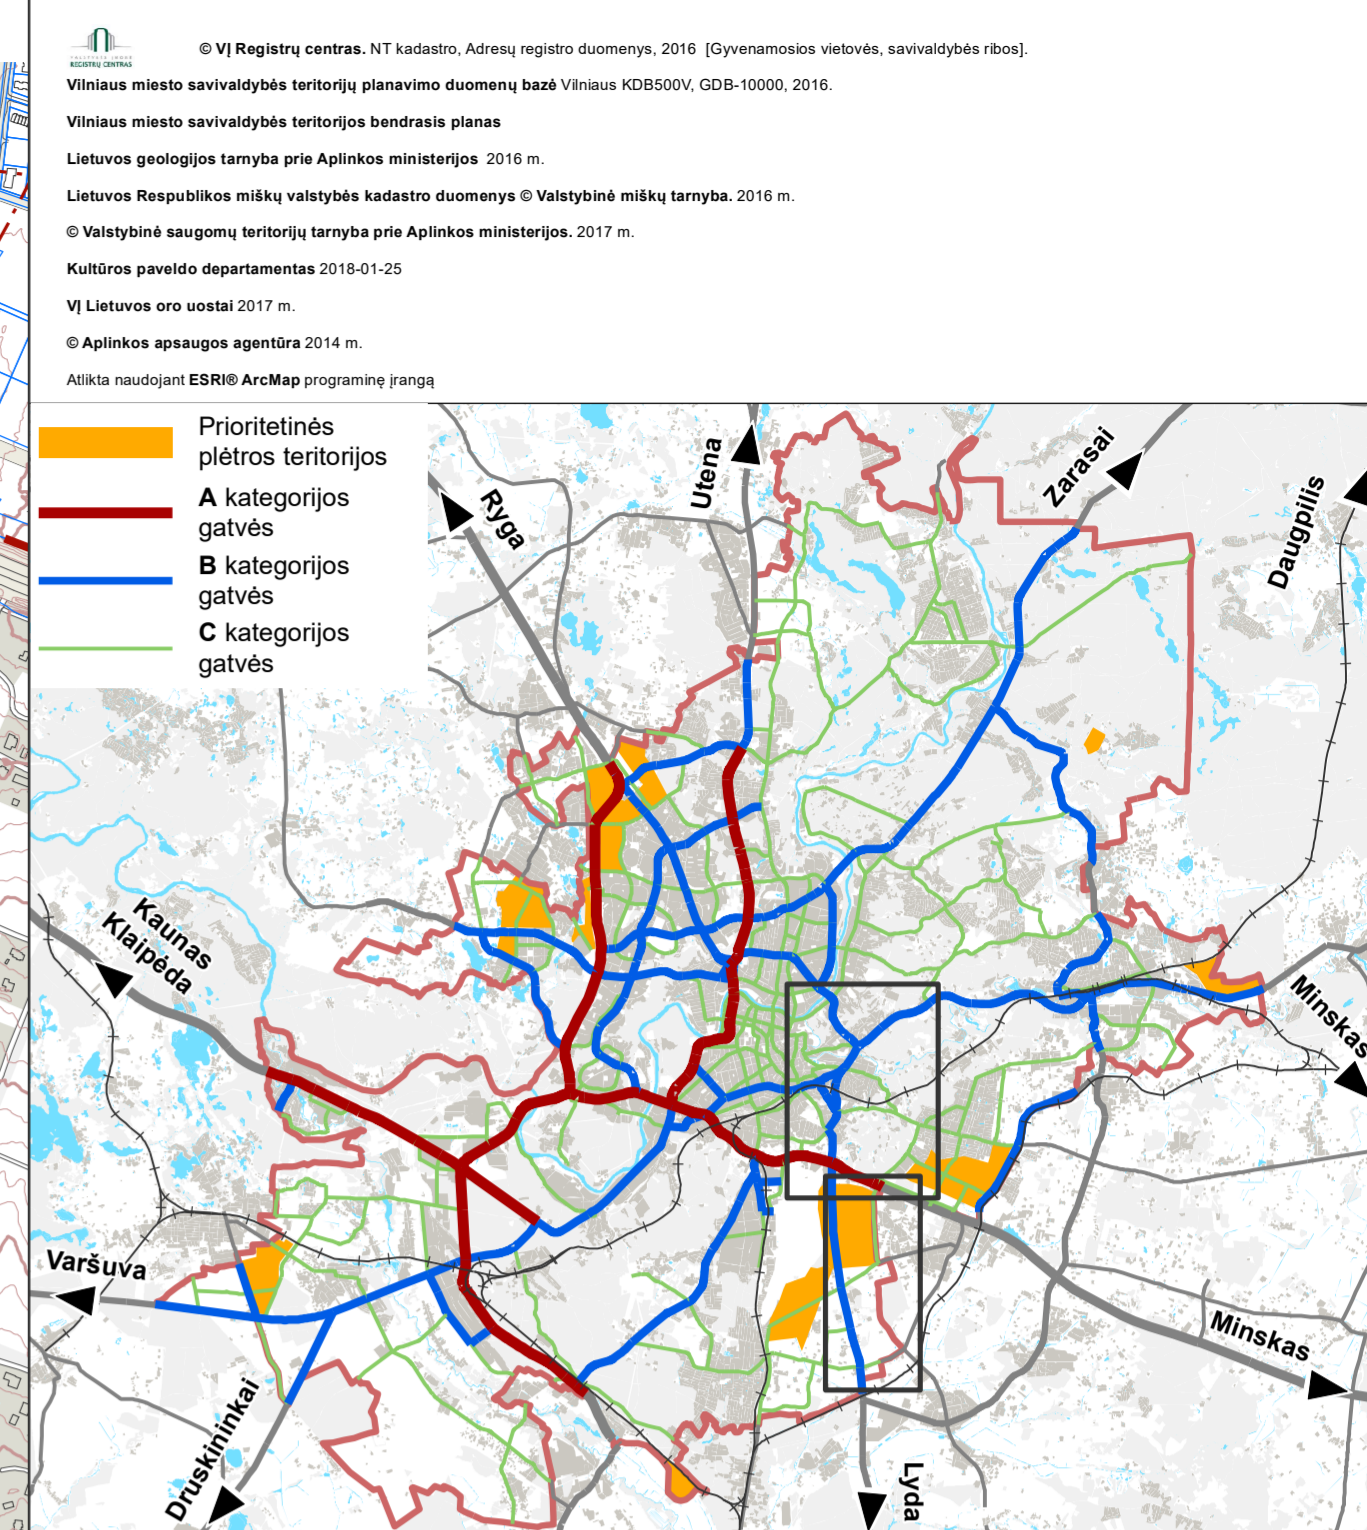 © VĮ Registrų centras. NT kadastro, Adresų registro duomenys, 2016 [Gyvenamosios vietovės, savivaldybės ribos].
REGISTRŲ CENTRAS
Vilniaus miesto savivaldybės teritorijų planavimo duomenų bazė Vilniaus KDB500V, GDB-10000, 2016.
Vilniaus miesto savivaldybės teritorijos bendrasis planas
Lietuvos geologijos tarnyba prie Aplinkos ministerijos 2016 m.
Lietuvos Respublikos miškų valstybės kadastro duomenys © Valstybinė miškų tarnyba. 2016 m.
© Valstybinė saugomų teritorijų tarnyba prie Aplinkos ministerijos. 2017 m.
Kultūros paveldo departamentas 2018-01-25
VĮ Lietuvos oro uostai 2017 m.
© Aplinkos apsaugos agentūra 2014 m.
Atlikta naudojant ESRI® ArcMap programinę įrangą
Prioritetinės
plėtros teritorijos
A kategorijos
gatvės
B kategorijos
gatvės
C kategorijos
gatvės
Ryga
Utena
Zarasai
Daugpilis
Kaunas
Klaipėda
Minskas
Varšuva
Minskas
Druskininkai
Lyda